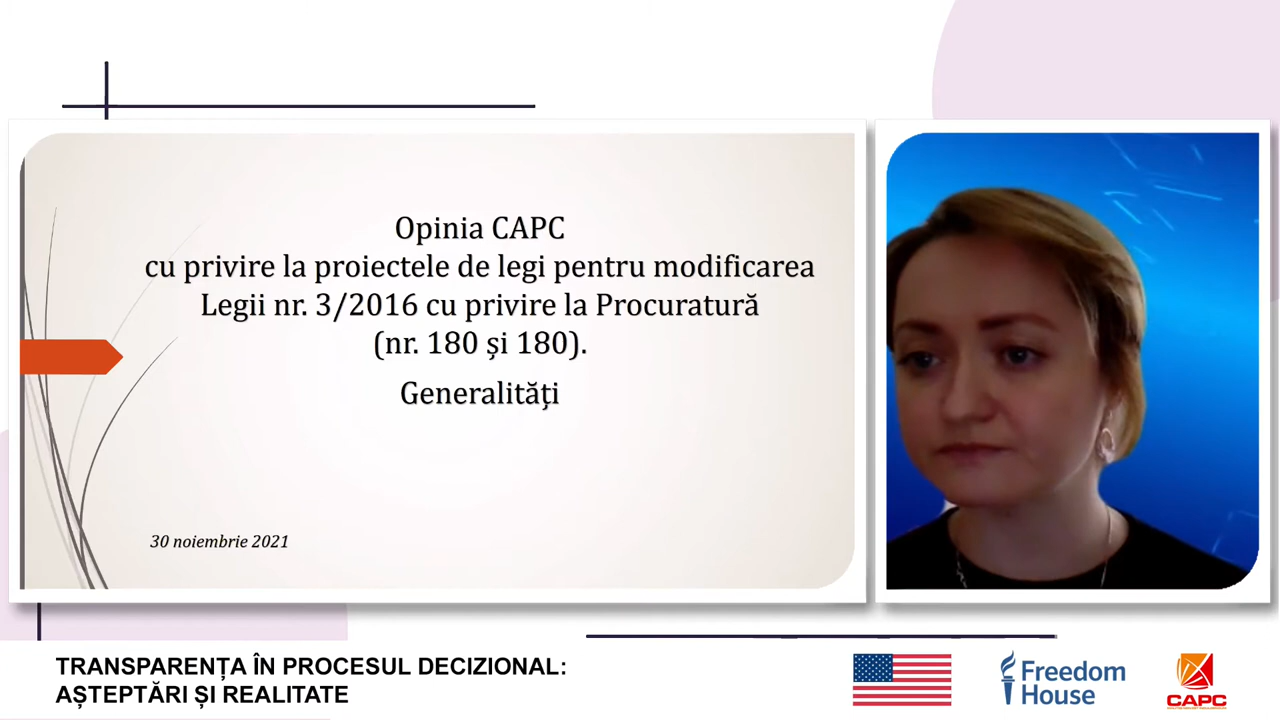 Opinia CAPC
cu privire la proiectele de legi pentru modificarea
Legii nr. 3/2016 cu privire la Procuratură
(nr. 180 și 180).
Generalități
30 noiembrie 2021
TRANSPARENȚA ÎN PROCESUL DECIZIONAL:
AȘTEPTĂRI ȘI REALITATE
Freedom
House
CAPC